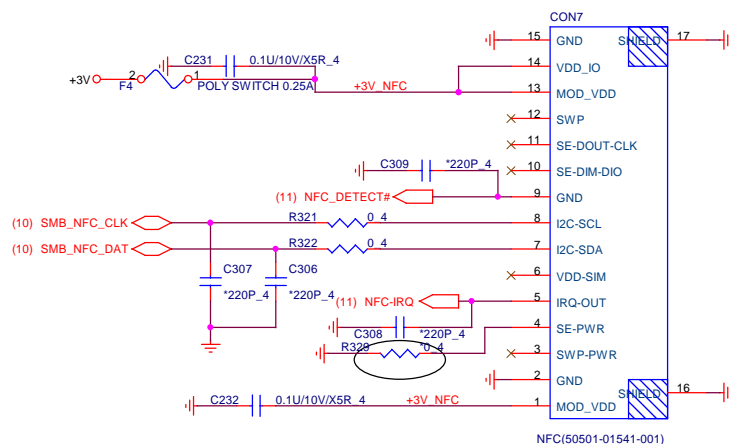 CON7
15 GND SHIELD 17
C231 0.1U/10V/X5R_4
14 VDD_IO
+3V 2 1
F4 POLY SWITCH 0.25A +3V_NFC 13 MOD_VDD
12 SWP
11 SE-DOUT-CLK
C309 *220P_4 10 SE-DIM-DIO
(11) NFC_DETECT# 9 GND
(10) SMB_NFC_CLK R321 0_4 8 I2C-SCL
(10) SMB_NFC_DAT R322 0_4 7 I2C-SDA
C307 C306 6 VDD-SIM
*220P_4 *220P_4 (11) NFC-IRQ 5 IRQ-OUT
C308 *220P_4 4 SE-PWR
R329 *0_4 3 SWP-PWR
2 GND SHIELD 16
C232 0.1U/10V/X5R_4 +3V_NFC 1 MOD_VDD
NFC(50501-01541-001)